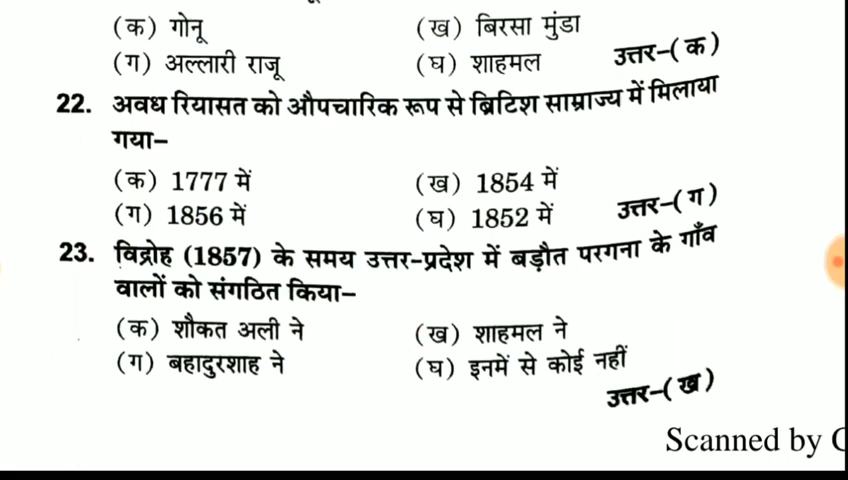 (क) गोनू (ख) बिरसा मुंडा
(ग) अल्लारी राजू (घ) शाहमल उत्तर–(क)
22. अवध रियासत को औपचारिक रूप से ब्रिटिश साम्राज्य में मिलाया
गया–
(क) 1777 में (ख) 1854 में
(ग) 1856 में (घ) 1852 में उत्तर–(ग)
23. विद्रोह (1857) के समय उत्तर-प्रदेश में बड़ौत परगना के गाँव
वालों को संगठित किया–
(क) शौकत अली ने (ख) शाहमल ने
(ग) बहादुरशाह ने (घ) इनमें से कोई नहीं
उत्तर–(ख)
Scanned by